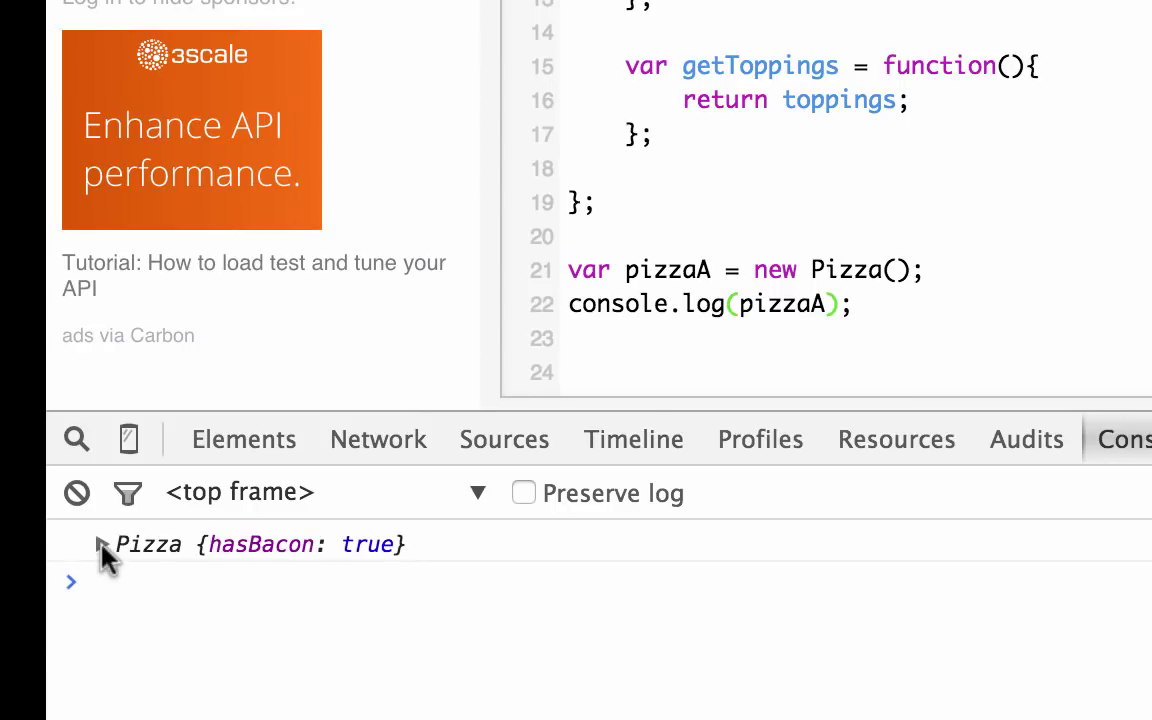 Log in to hide sponsors.
3scale
Enhance API
performance.
Tutorial: How to load test and tune your
API
ads via Carbon
13 };
14
15 var getToppings = function(){
16 return toppings;
17 };
18
19 };
20
21 var pizzaA = new Pizza();
22 console.log(pizzaA);
23
24
Elements Network Sources Timeline Profiles Resources Audits Cons
<top frame> ▼ Preserve log
Pizza {hasBacon: true}
>